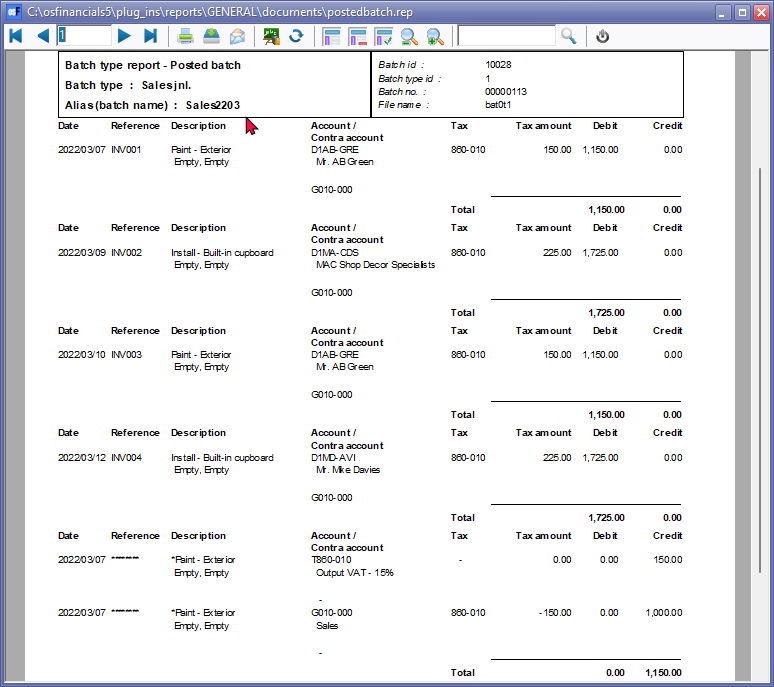 C:\osfinancials5\plug_ins\reports\GENERAL\documents\postedbatch.rep
1
Batch type report - Posted batch
Batch type : Sales jnl.
Alias (batch name) : Sales2203
Batch id : 10028
Batch type id : 1
Batch no. : 00000113
File name : bat0t1
Date Reference Description Account / Contra account Tax Tax amount Debit Credit
2022/03/07 INV001 Paint - Exterior D1AB-GRE 860-010 150.00 1,150.00 0.00
Empty, Empty Mr. AB Green
G010-000
Total 1,150.00 0.00
Date Reference Description Account / Contra account Tax Tax amount Debit Credit
2022/03/09 INV002 Install - Built-in cupboard D1MA-CDS 860-010 225.00 1,725.00 0.00
Empty, Empty MAC Shop Decor Specialists
G010-000
Total 1,725.00 0.00
Date Reference Description Account / Contra account Tax Tax amount Debit Credit
2022/03/10 INV003 Paint - Exterior D1AB-GRE 860-010 150.00 1,150.00 0.00
Empty, Empty Mr. AB Green
G010-000
Total 1,150.00 0.00
Date Reference Description Account / Contra account Tax Tax amount Debit Credit
2022/03/12 INV004 Install - Built-in cupboard D1MD-AVI 860-010 225.00 1,725.00 0.00
Empty, Empty Mr. Mike Davies
G010-000
Total 1,725.00 0.00
Date Reference Description Account / Contra account Tax Tax amount Debit Credit
2022/03/07 ******** *Paint - Exterior T860-010 - 0.00 0.00 150.00
Empty, Empty Output VAT - 15%
-
2022/03/07 ******** *Paint - Exterior G010-000 860-010 -150.00 0.00 1,000.00
Empty, Empty Sales
-
Total 0.00 1,150.00